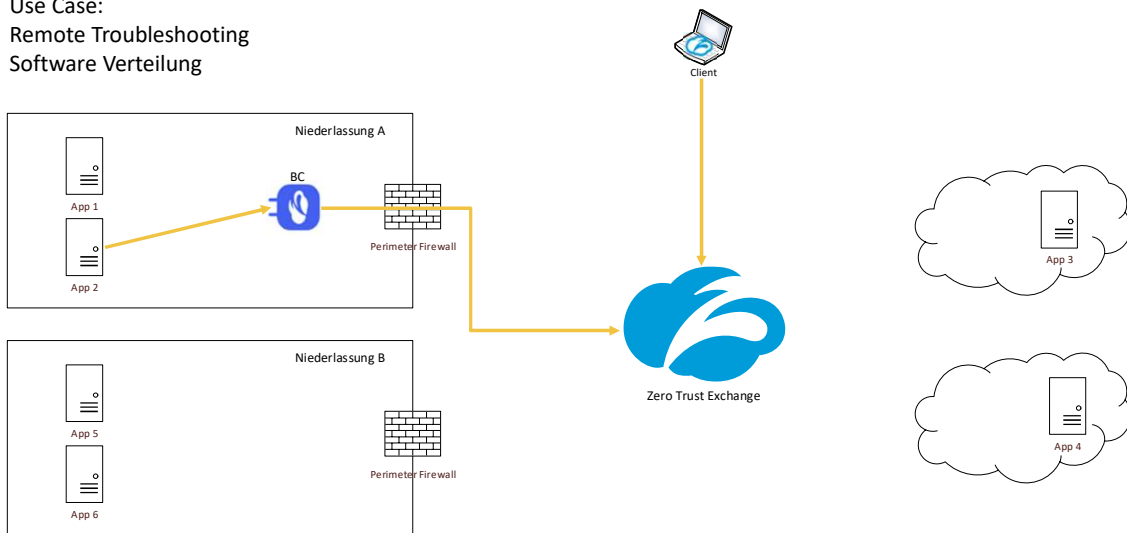 Use Case:
Remote Troubleshooting
Software Verteilung
Client
Niederlassung A
BC
App 1
Perimeter Firewall
App 2
App 3
Niederlassung B
Zero Trust Exchange
App 5
App 4
Perimeter Firewall
App 6